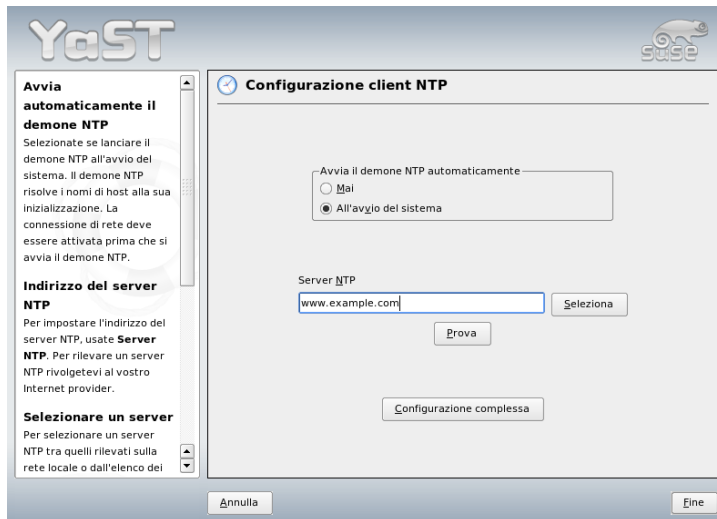 YaST
suse
Avvia
automaticamente il
demone NTP
Selezionate se lanciare il
demone NTP all'avvio del
sistema. Il demone NTP
risolve i nomi di host alla sua
inizializzazione. La
connessione di rete deve
essere attivata prima che si
avvia il demone NTP.
Indirizzo del server
NTP
Per impostare l'indirizzo del
server NTP, usate Server
NTP. Per rilevare un server
NTP rivolgetevi al vostro
Internet provider.
Selezionare un server
Per selezionare un server
NTP tra quelli rilevati sulla
rete locale o dall'elenco dei
Configurazione client NTP
Avvia il demone NTP automaticamente
Mai
All'avvio del sistema
Server NTP
www.example.com
Seleziona
Prova
Configurazione complessa
Annulla
Fine